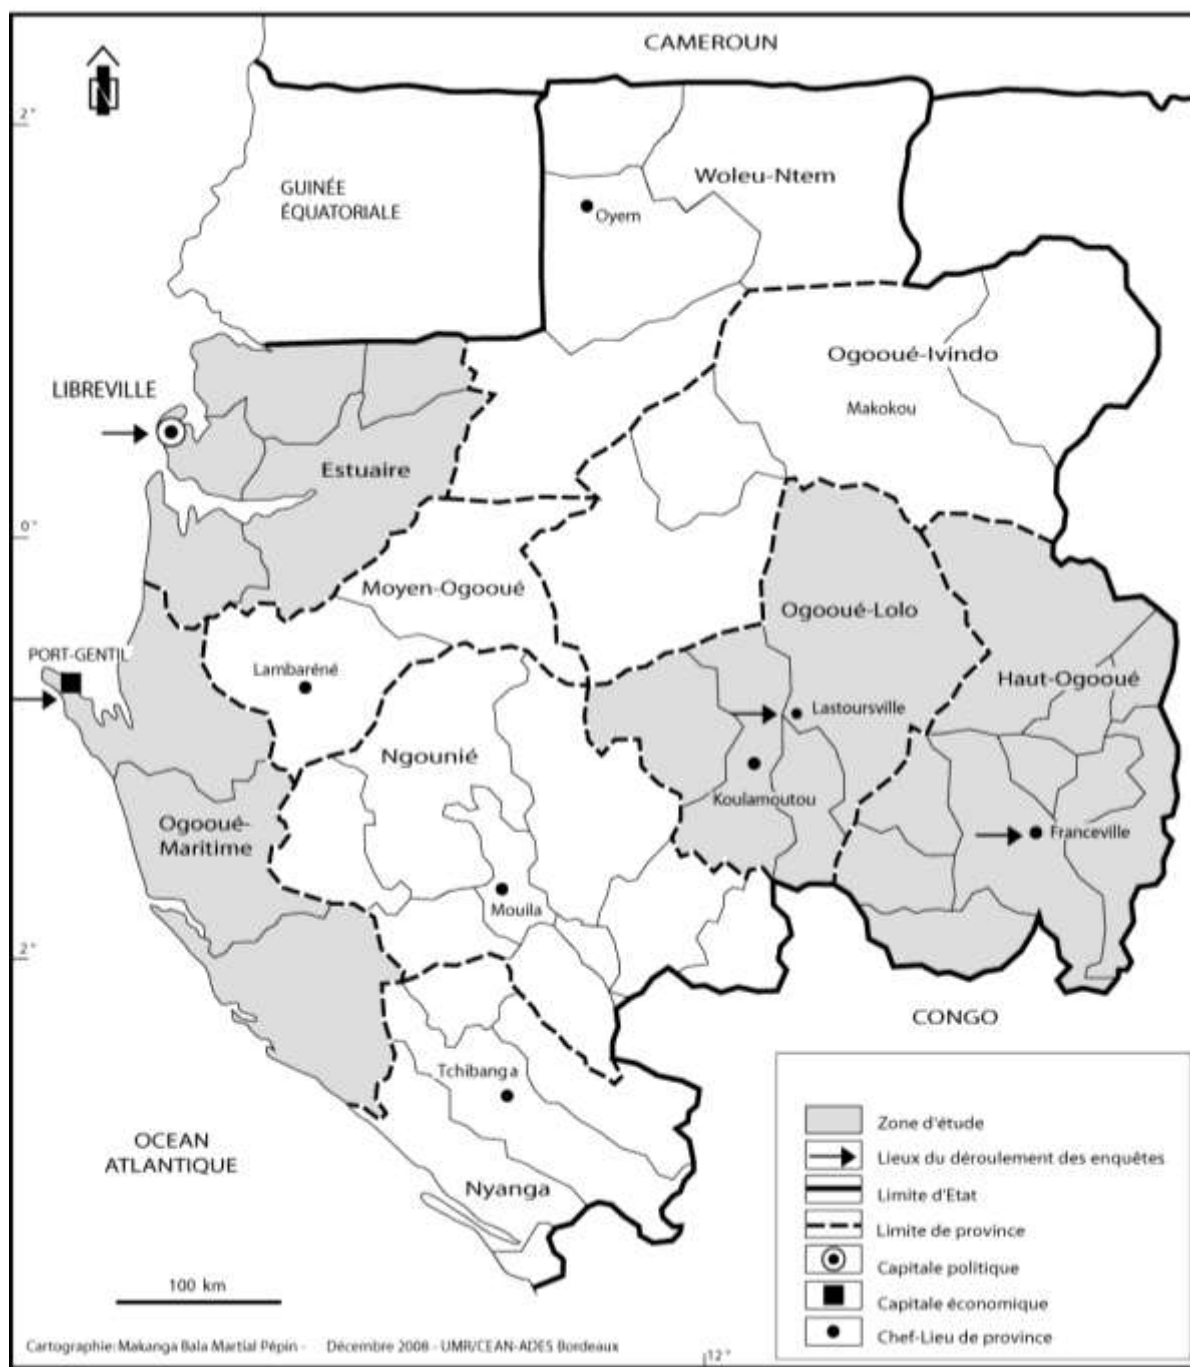 CAMEROUN
N
2°
Woleu-Ntem
GUINÉE
ÉQUATORIALE
Oyem
Ogooué-Ivindo
LIBREVILLE
Makokou
Estuaire
0°
Moyen-Ogooué
Ogooué-Lolo
PORT-GENTIL
Lambaréné
Haut-Ogooué
Lastoursville
Ngounié
Koulamoutou
Ogooué-
Maritime
Franceville
Mouila
2°
CONGO
Tchibanga
OCEAN
ATLANTIQUE
Nyanga
Zone d'étude
Lieux du déroulement des enquêtes
Limite d'Etat
Limite de province
Capitale politique
Capitale économique
Chef-Lieu de province
100 km
Cartographie: Makanga Bala Martial Pépin - Décembre 2008 - UMR/CEAN-ADES Bordeaux
12°